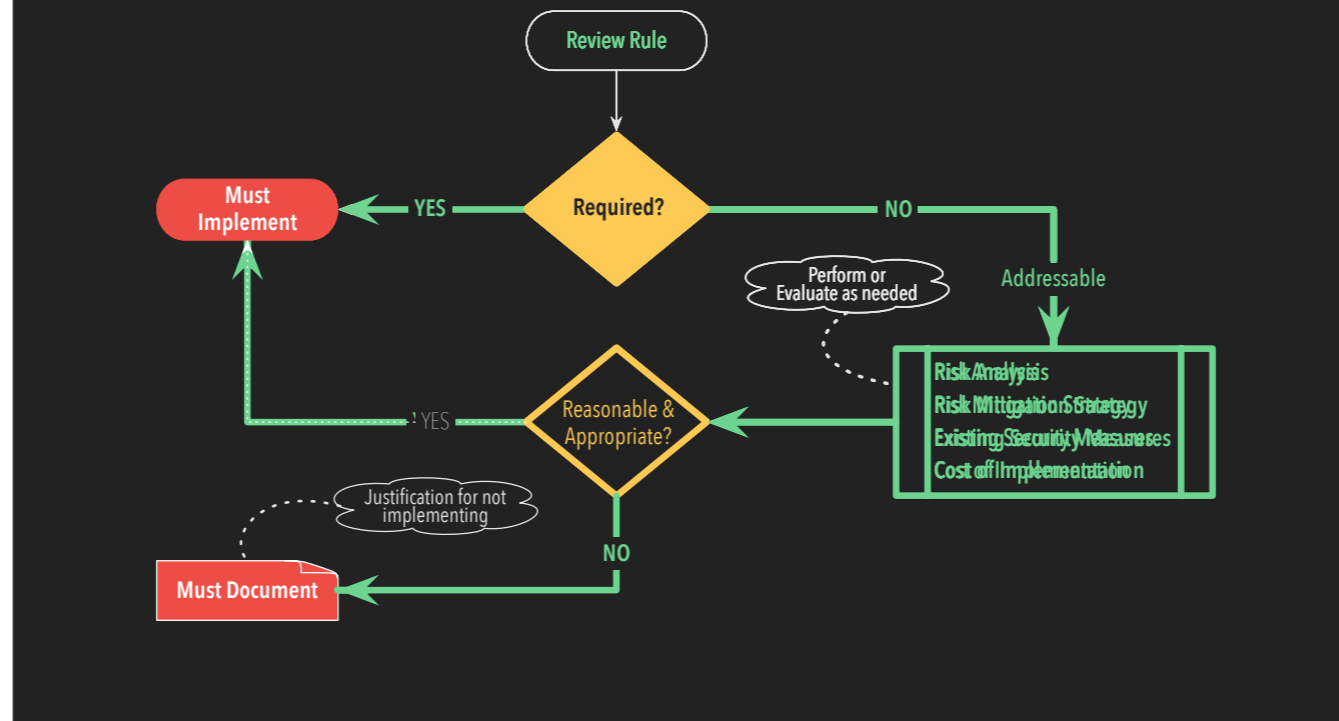 Review Rule
Required?
YES
Must
Implement
NO
Addressable
Perform or
Evaluate as needed
Risk Analysis
Risk Mitigation Strategy
Existing Security Measures
Cost of Implementation
Reasonable &
Appropriate?
YES
NO
Justification for not
implementing
Must Document